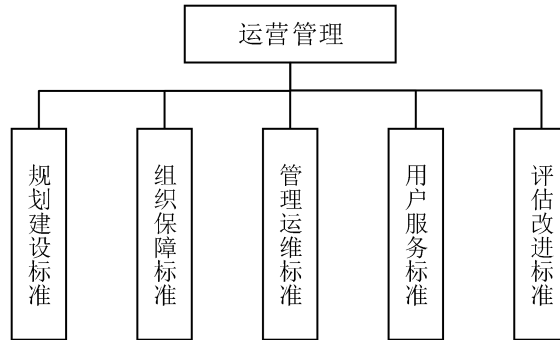 运营管理
规划建设标准
组织保障标准
管理运维标准
用户服务标准
评估改进标准